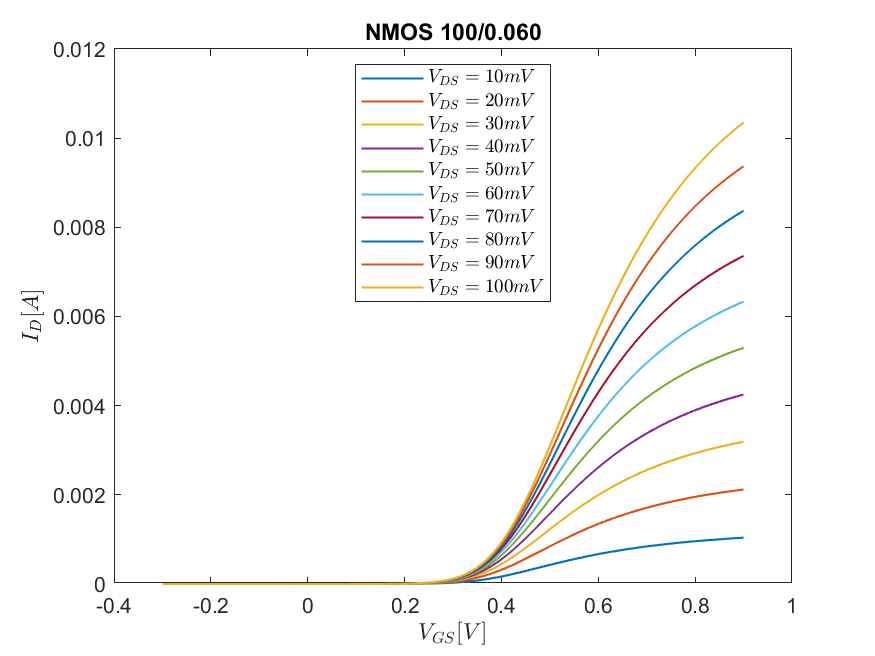 NMOS 100/0.060
0.012
0.01
0.008
0.006
0.004
0.002
0
I_D[A]
V_DS = 10mV
V_DS = 20mV
V_DS = 30mV
V_DS = 40mV
V_DS = 50mV
V_DS = 60mV
V_DS = 70mV
V_DS = 80mV
V_DS = 90mV
V_DS = 100mV
-0.4 -0.2 0 0.2 0.4 0.6 0.8 1
V_GS[V]